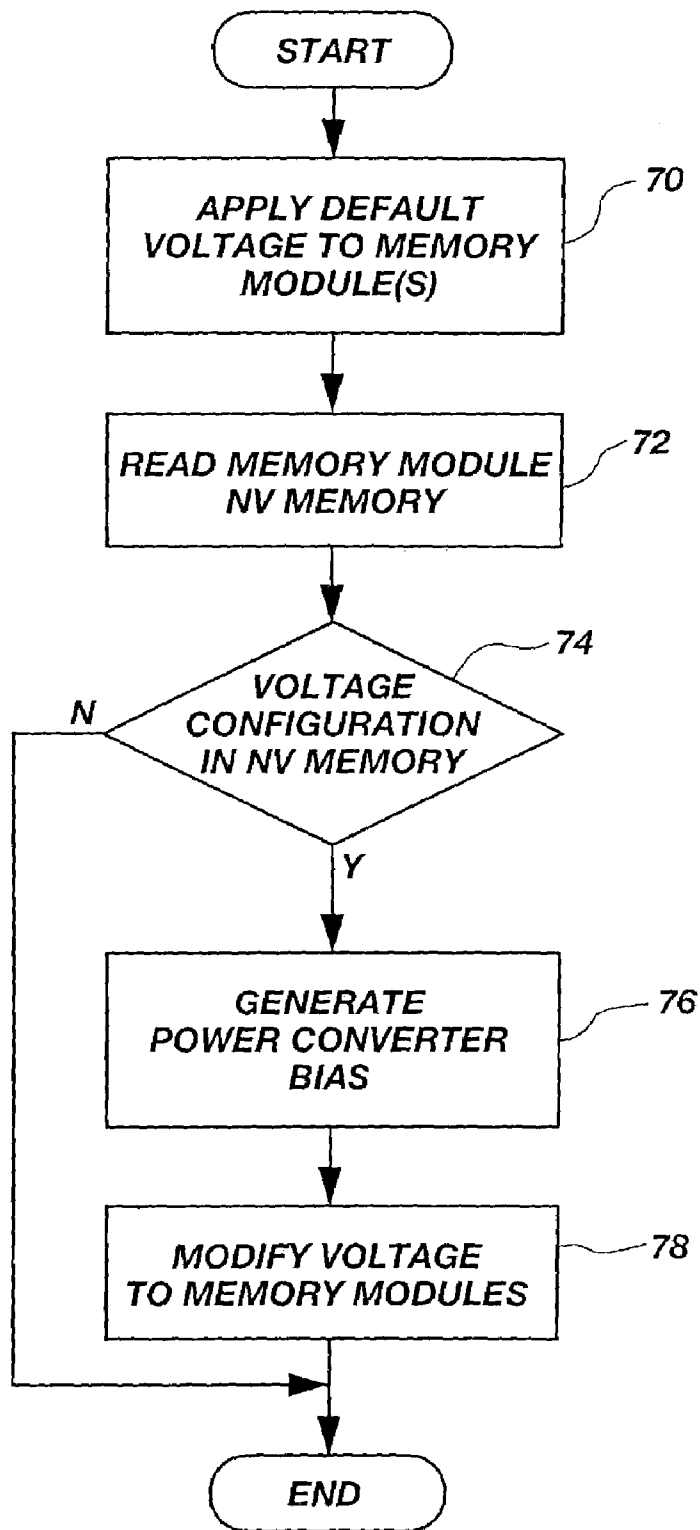 START
APPLY DEFAULT
VOLTAGE TO MEMORY
MODULE(S)
70
READ MEMORY MODULE
NV MEMORY
72
VOLTAGE
CONFIGURATION
IN NV MEMORY
74
N
Y
GENERATE
POWER CONVERTER
BIAS
76
MODIFY VOLTAGE
TO MEMORY MODULES
78
END